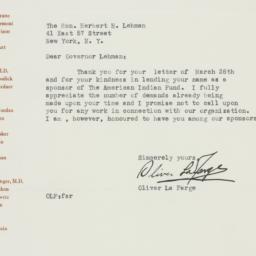 The Hon. Herbert H. Lehman
41 East 57 Street
New York, N. Y.
Dear Governor Lehman:
Thank you for your letter of March 28th
and for your kindness in lending your name as a
sponsor of The American Indian Fund. I fully
appreciate the number of demands already being
made upon your time and I promise not to call upon
you for any work in connection with our organization.
I am , however, honoured to have you among our sponsors
Sincerely yours,
Oliver La Farge
Oliver La Farge
OLF;far